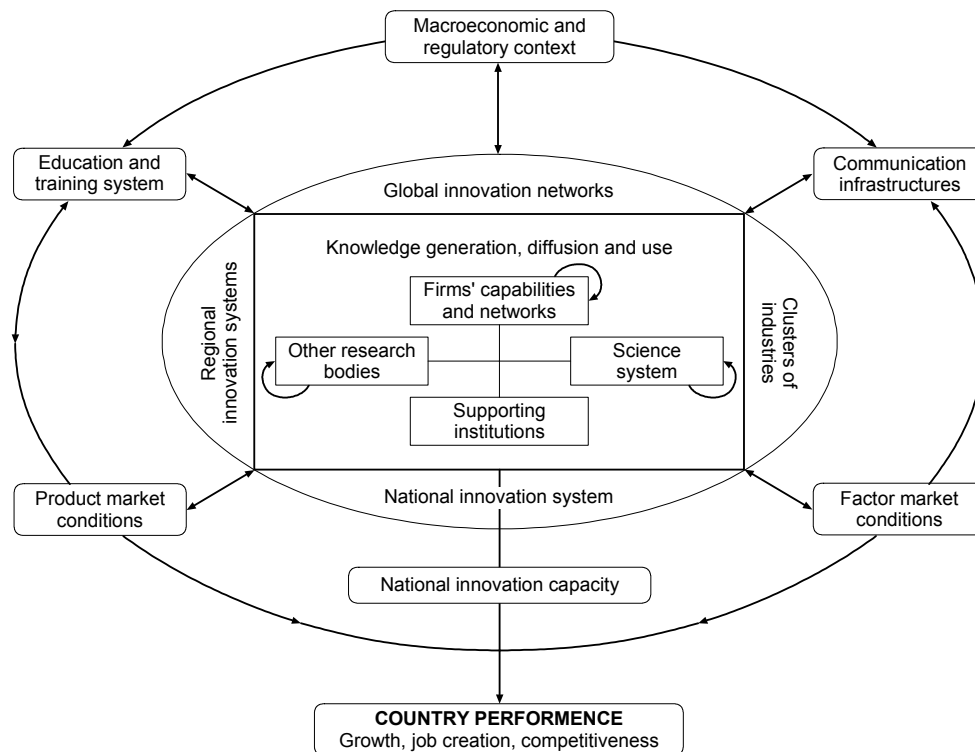 Macroeconomic and
regulatory context
Education and
training system
Communication
infrastructures
Global innovation networks
Knowledge generation, diffusion and use
Regional
innovation systems
Clusters of
industries
Firms' capabilities
and networks
Other research
bodies
Science
system
Supporting
institutions
Product market
conditions
National innovation system
Factor market
conditions
National innovation capacity
COUNTRY PERFORMENCE
Growth, job creation, competitiveness